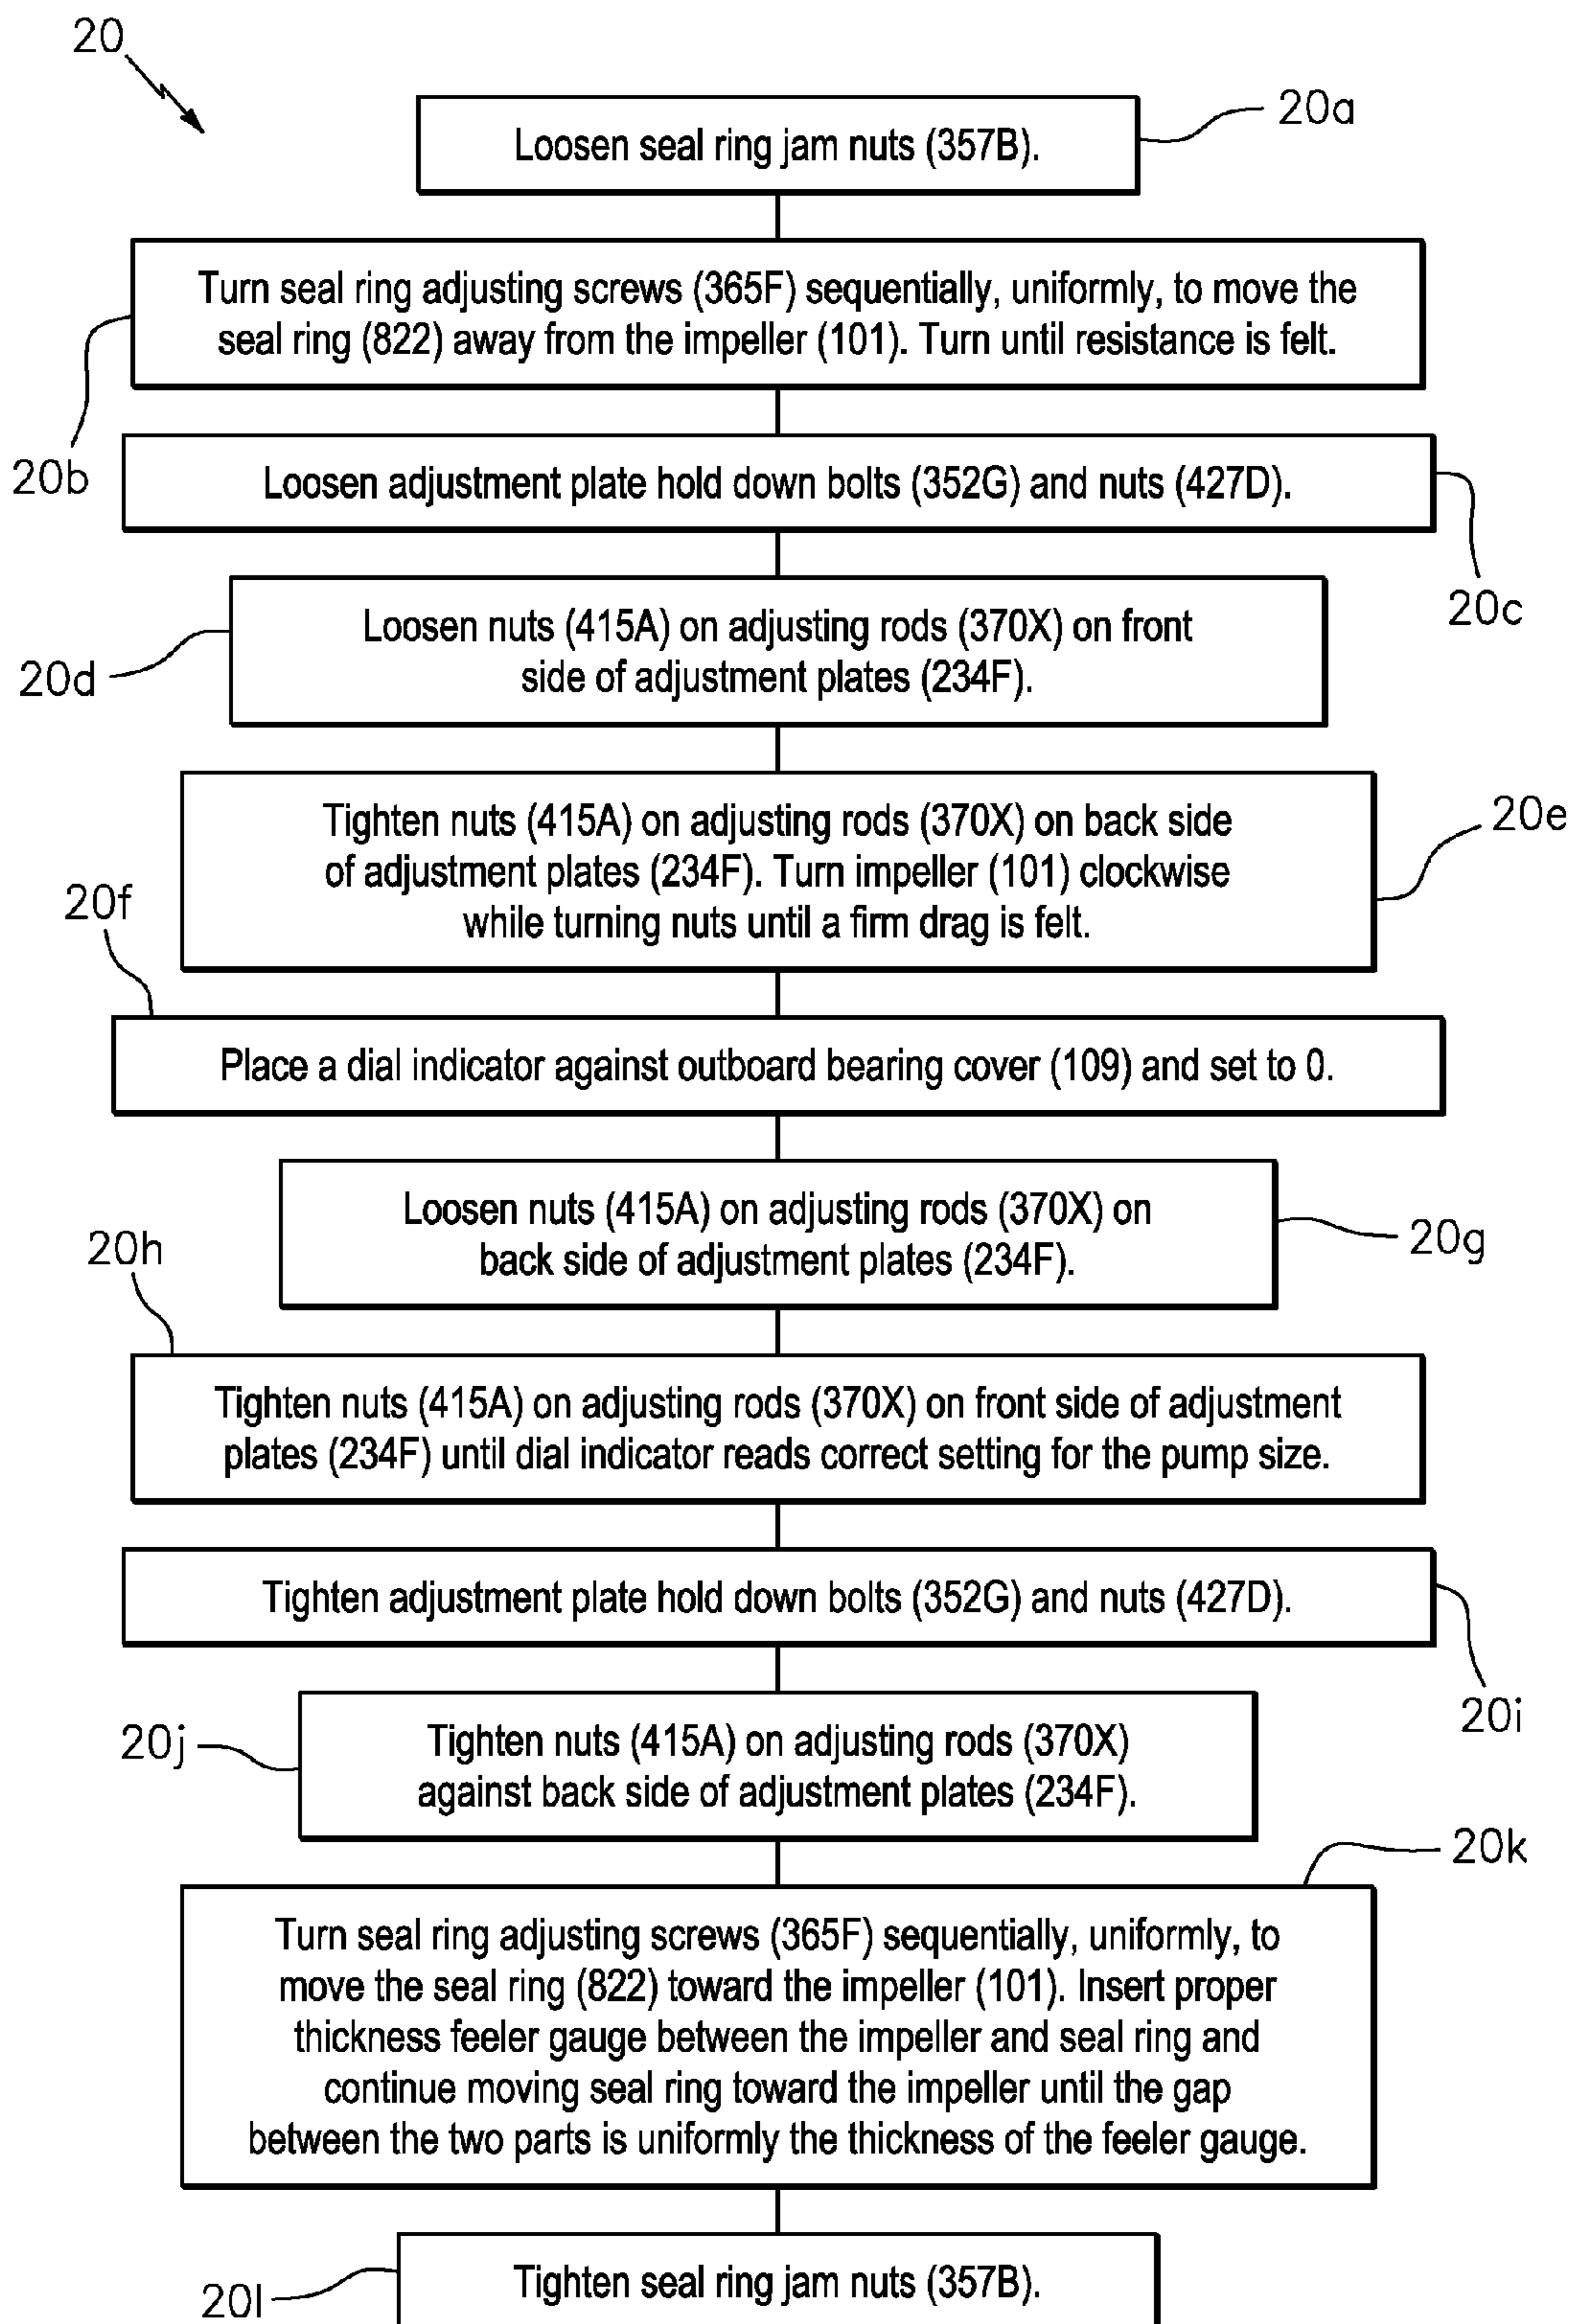 20
20a
Loosen seal ring jam nuts (357B).
Turn seal ring adjusting screws (365F) sequentially, uniformly, to move the
seal ring (822) away from the impeller (101). Turn until resistance is felt.
20b
Loosen adjustment plate hold down bolts (352G) and nuts (427D).
20c
Loosen nuts (415A) on adjusting rods (370X) on front
side of adjustment plates (234F).
20d
Tighten nuts (415A) on adjusting rods (370X) on back side
of adjustment plates (234F). Turn impeller (101) clockwise
while turning nuts until a firm drag is felt.
20e
20f
Place a dial indicator against outboard bearing cover (109) and set to 0.
Loosen nuts (415A) on adjusting rods (370X) on
back side of adjustment plates (234F).
20g
20h
Tighten nuts (415A) on adjusting rods (370X) on front side of adjustment
plates (234F) until dial indicator reads correct setting for the pump size.
Tighten adjustment plate hold down bolts (352G) and nuts (427D).
20i
20j
Tighten nuts (415A) on adjusting rods (370X)
against back side of adjustment plates (234F).
20k
Turn seal ring adjusting screws (365F) sequentially, uniformly, to
move the seal ring (822) toward the impeller (101). Insert proper
thickness feeler gauge between the impeller and seal ring and
continue moving seal ring toward the impeller until the gap
between the two parts is uniformly the thickness of the feeler gauge.
Tighten seal ring jam nuts (357B).
20l